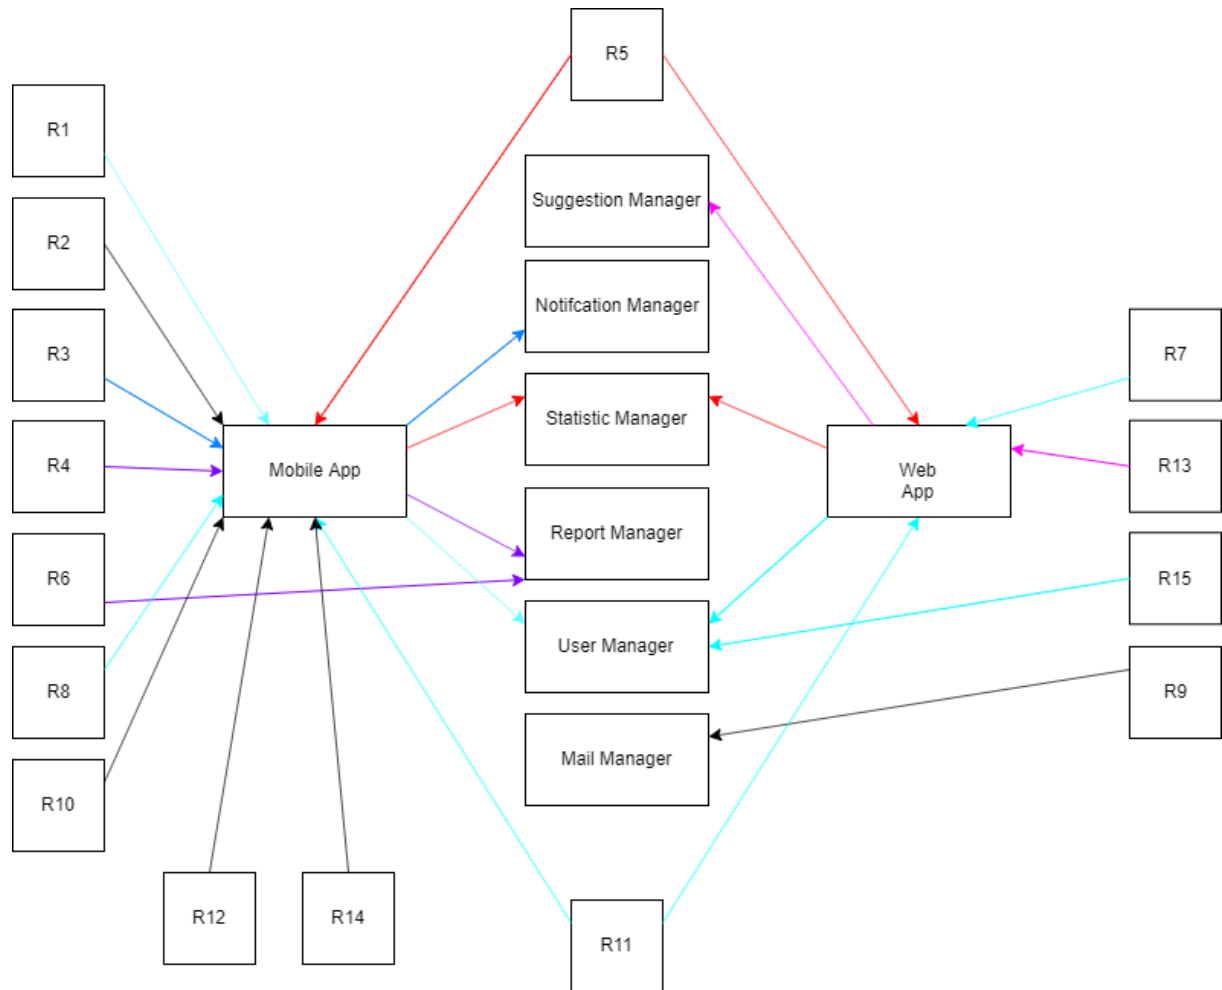 R5
R1
Suggestion Manager
R2
Notifcation Manager
R3
R7
Statistic Manager
R4
Mobile App
Web
App
R13
Report Manager
R6
R15
User Manager
R8
R9
Mail Manager
R10
R12
R14
R11